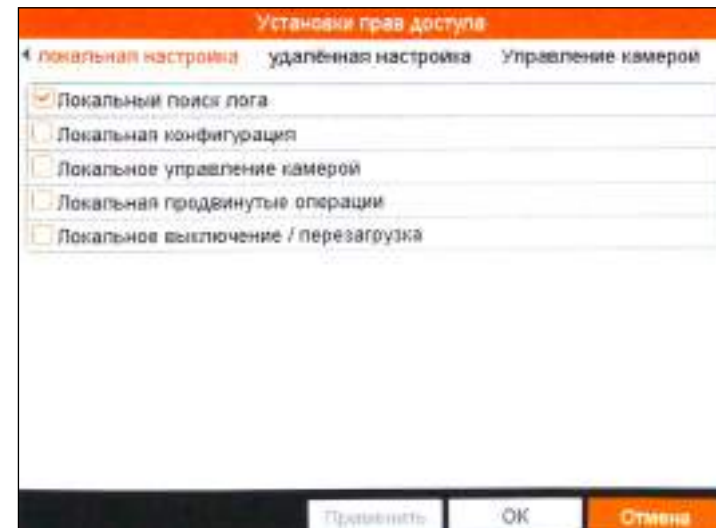 Установки прав доступа
локальная настройка удалённая настройка Управление камерой
Локальный поиск лога
Локальная конфигурация
Локальное управление камерой
Локальная продвинутые операции
Локальное выключение / перезагрузка
Применить OK Отмена